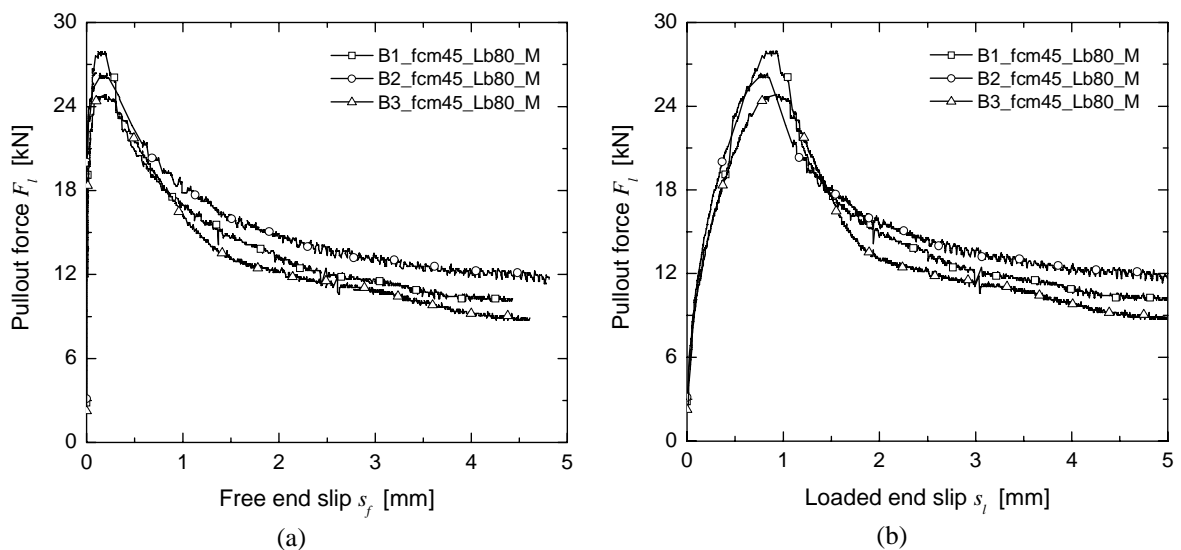 30
24
18
12
6
0
Pullout force F_l [kN]
B1_fcm45_Lb80_M
B2_fcm45_Lb80_M
B3_fcm45_Lb80_M
0 1 2 3 4 5
Free end slip s_f [mm]
(a)
30
24
18
12
6
0
Pullout force F_l [kN]
B1_fcm45_Lb80_M
B2_fcm45_Lb80_M
B3_fcm45_Lb80_M
0 1 2 3 4 5
Loaded end slip s_l [mm]
(b)